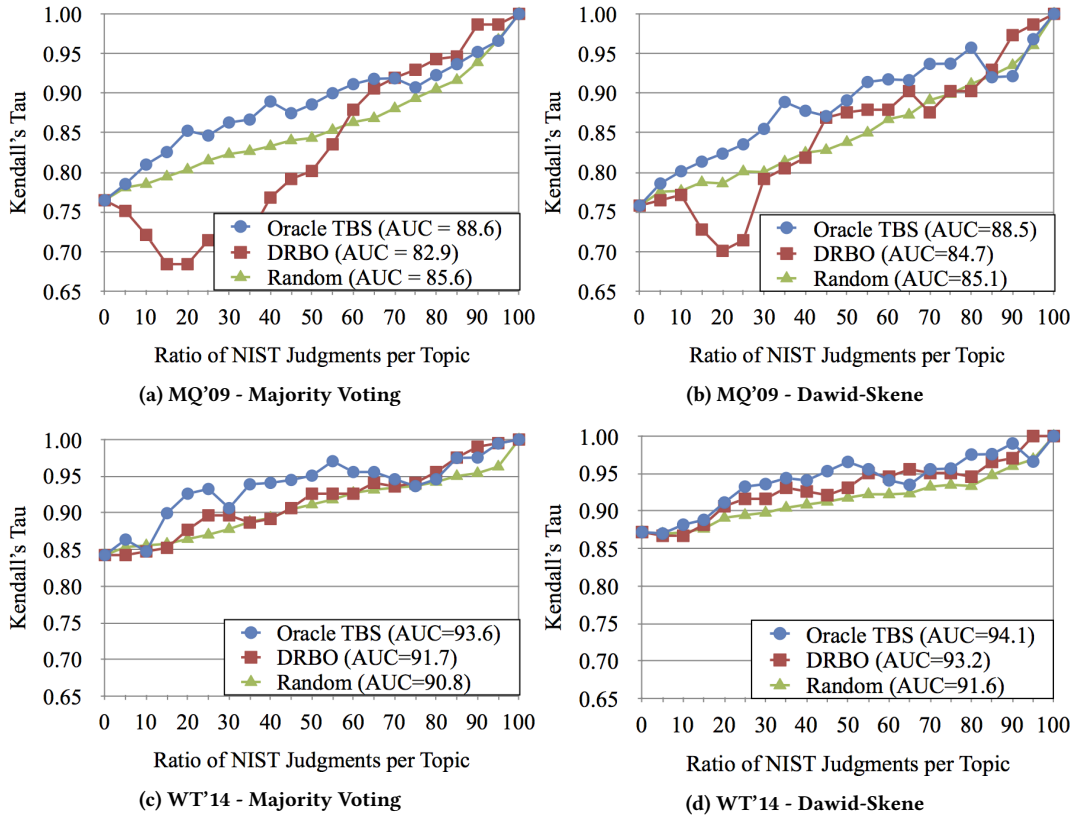 1.00
0.95
0.90
0.85
0.80
0.75
0.70
0.65
Kendall's Tau
Oracle TBS (AUC = 88.6)
DRBO (AUC = 82.9)
Random (AUC = 85.6)
0 10 20 30 40 50 60 70 80 90 100
Ratio of NIST Judgments per Topic
(a) MQ'09 - Majority Voting
1.00
0.95
0.90
0.85
0.80
0.75
0.70
0.65
Kendall's Tau
Oracle TBS (AUC=88.5)
DRBO (AUC=84.7)
Random (AUC=85.1)
0 10 20 30 40 50 60 70 80 90 100
Ratio of NIST Judgments per Topic
(b) MQ'09 - Dawid-Skene
1.00
0.95
0.90
0.85
0.80
0.75
0.70
0.65
Kendall's Tau
Oracle TBS (AUC=93.6)
DRBO (AUC=91.7)
Random (AUC=90.8)
0 10 20 30 40 50 60 70 80 90 100
Ratio of NIST Judgments per Topic
(c) WT'14 - Majority Voting
1.00
0.95
0.90
0.85
0.80
0.75
0.70
0.65
Kendall's Tau
Oracle TBS (AUC=94.1)
DRBO (AUC=93.2)
Random (AUC=91.6)
0 10 20 30 40 50 60 70 80 90 100
Ratio of NIST Judgments per Topic
(d) WT'14 - Dawid-Skene